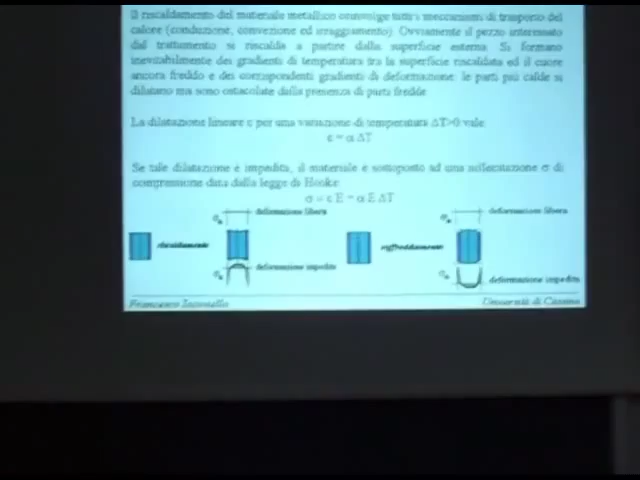 Il riscaldamento del materiale metallico coinvolge tutti i meccanismi di trasporto del
calore (conduzione, convezione ed irraggiamento). Ovviamente il pezzo interessato
dal trattamento si riscalda a partire dalla superficie esterna. Si formano
inevitabilmente dei gradienti di temperatura tra la superficie riscaldata ed il cuore
ancora freddo e dei corrispondenti gradienti di deformazione: le parti più calde si
dilatano ma sono ostacolate dalla presenza di parti fredde.
La dilatazione lineare ε per una variazione di temperatura ΔT>0 vale:
ε = α ΔT
Se tale dilatazione è impedita, il materiale è sottoposto ad una sollecitazione σ di
compressione data dalla legge di Hooke:
σ = ε E = α E ΔT
deformazione libera deformazione libera
riscaldamento raffreddamento
deformazione impedita deformazione impedita
Francesco Iacoviello Università di Cassino